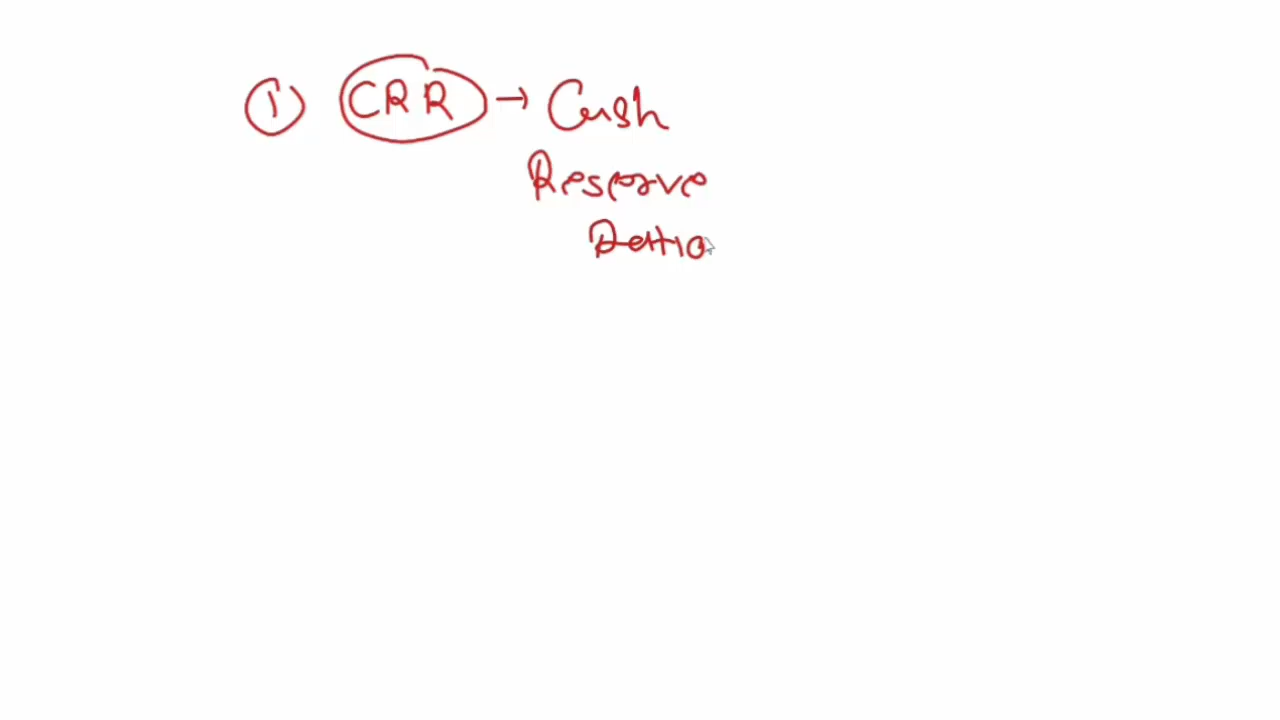 1 CRR → Cash
Reserve
Ratio